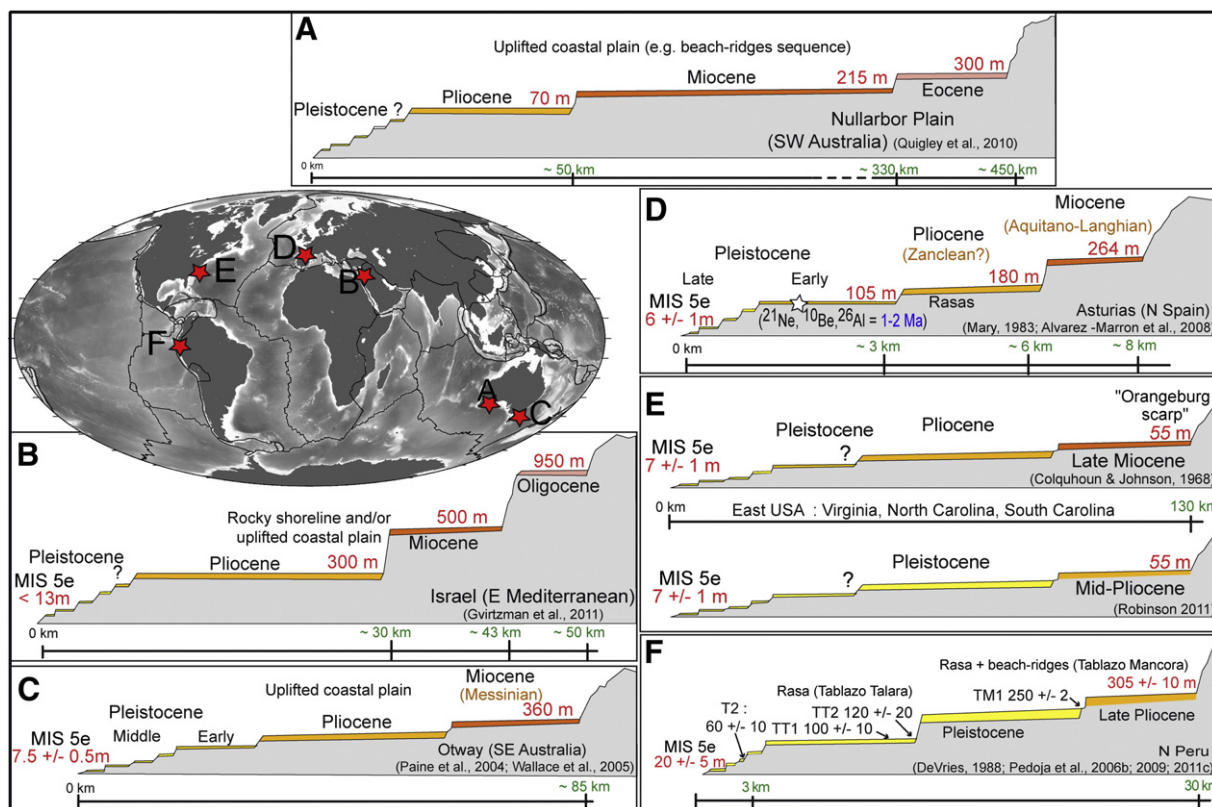 A
Uplifted coastal plain (e.g. beach-ridges sequence)
300 m
Miocene
215 m
Pliocene
70 m
Eocene
Pleistocene ?
Nullarbor Plain
(SW Australia) (Quigley et al., 2010)
0 km
~ 50 km
~ 330 km
~ 450 km
D
E
B
F
A
C
B
950 m
Oligocene
500 m
Rocky shoreline and/or
uplifted coastal plain
Miocene
Pleistocene
?
Pliocene
300 m
MIS 5e
< 13m
Israel (E Mediterranean)
(Gvirtzman et al., 2011)
0 km
~ 30 km
~ 43 km
~ 50 km
C
Miocene
(Messinian)
Uplifted coastal plain
360 m
Pleistocene
Middle
Early
Pliocene
MIS 5e
7.5 +/- 0.5m
Otway (SE Australia)
(Paine et al., 2004; Wallace et al., 2005)
0 km
~ 85 km
D
Miocene
(Aquitano-Langhian)
Pliocene
(Zanclean?)
Pleistocene
264 m
Late
Early
180 m
MIS 5e
105 m
Rasas
6 +/- 1m
(21Ne, 10Be, 26Al = 1-2 Ma)
Asturias (N Spain)
(Mary, 1983; Alvarez -Marron et al., 2008)
0 km
~ 3 km
~ 6 km
~ 8 km
E
"Orangeburg
scarp"
Pleistocene
Pliocene
55 m
?
MIS 5e
7 +/- 1 m
Late Miocene
(Colquhoun & Johnson, 1968)
0 km
East USA : Virginia, North Carolina, South Carolina
130 km
Pleistocene
55 m
?
MIS 5e
7 +/- 1 m
Mid-Pliocene
(Robinson 2011)
F
Rasa + beach-ridges (Tablazo Mancora)
Rasa (Tablazo Talara)
305 +/- 10 m
TM1 250 +/- 2
T2 :
60 +/- 10
TT2 120 +/- 20
TT1 100 +/- 10
Late Pliocene
Pleistocene
MIS 5e
20 +/- 5 m
N Peru
(DeVries, 1988; Pedoja et al., 2006b; 2009; 2011c)
3 km
30 km